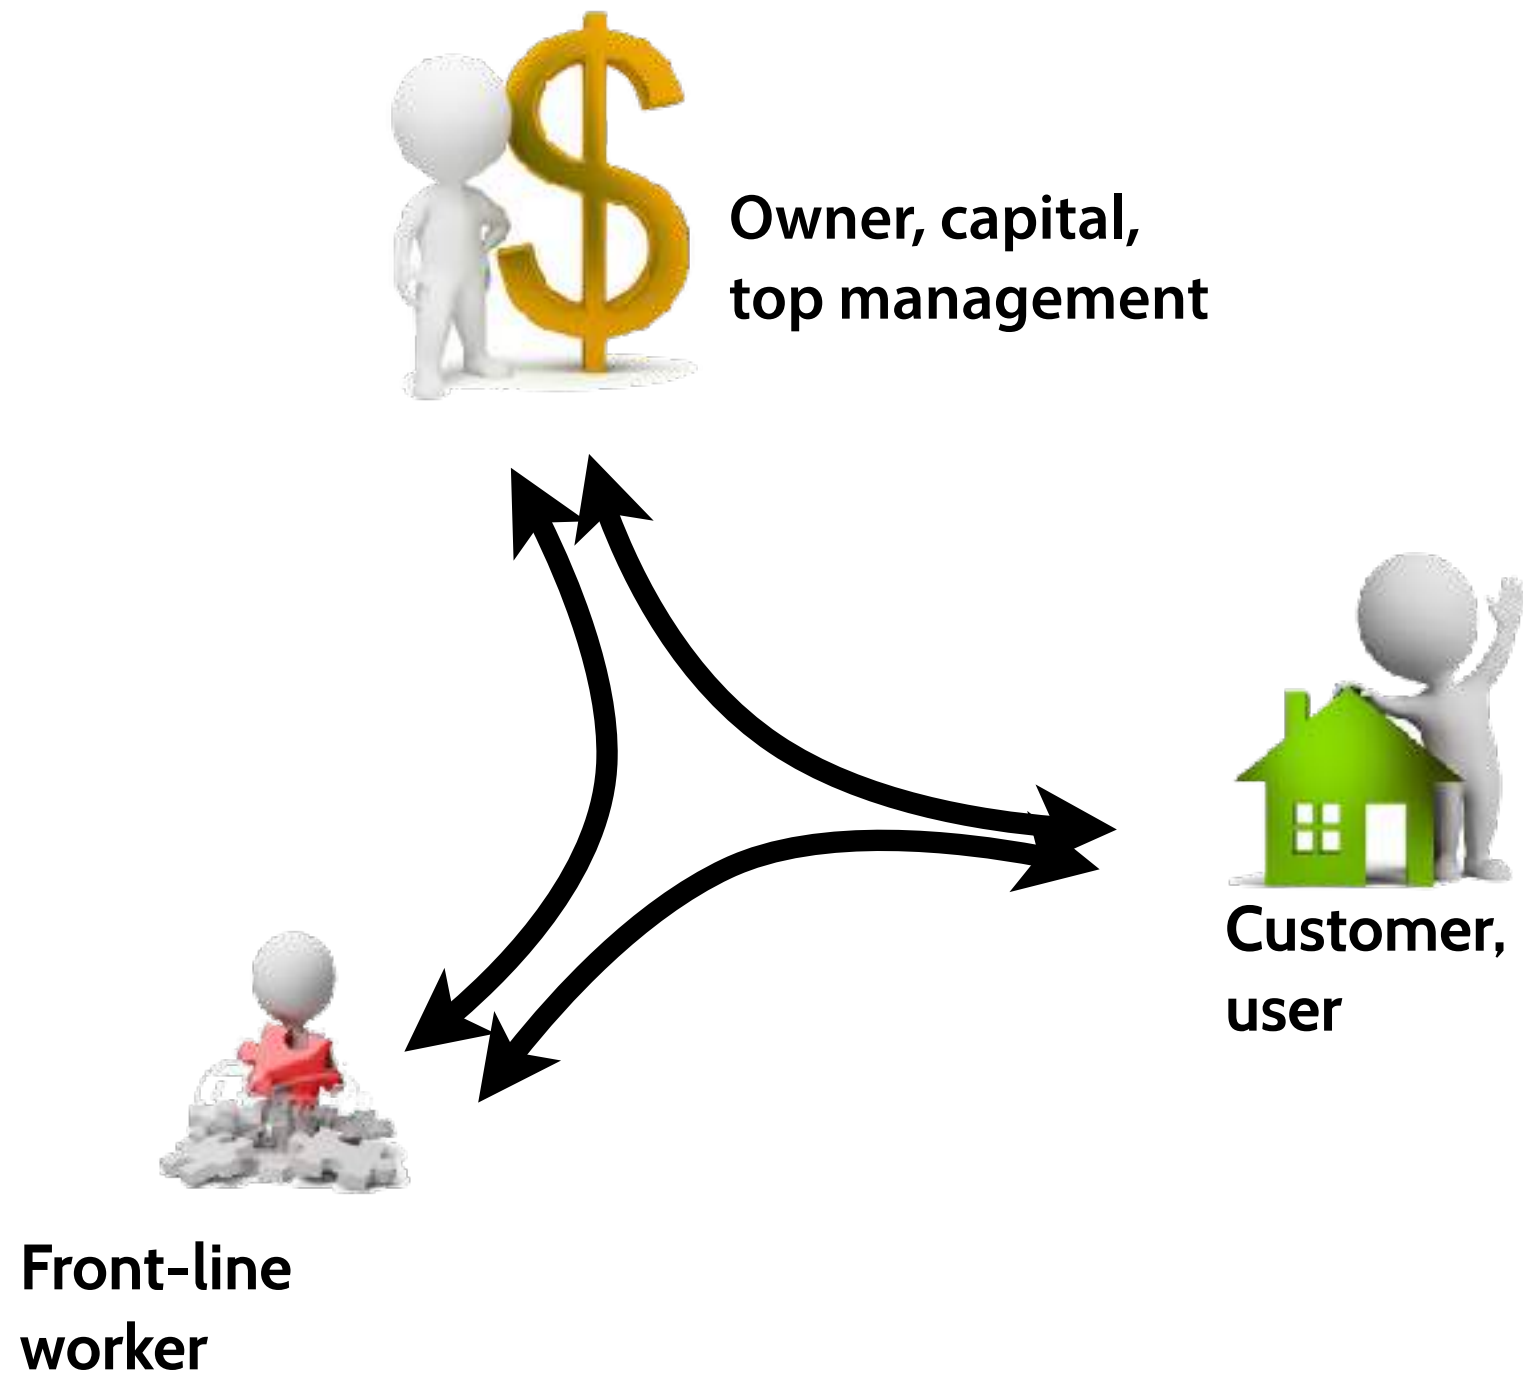 Owner, capital,
top management
Customer,
user
Front-line
worker